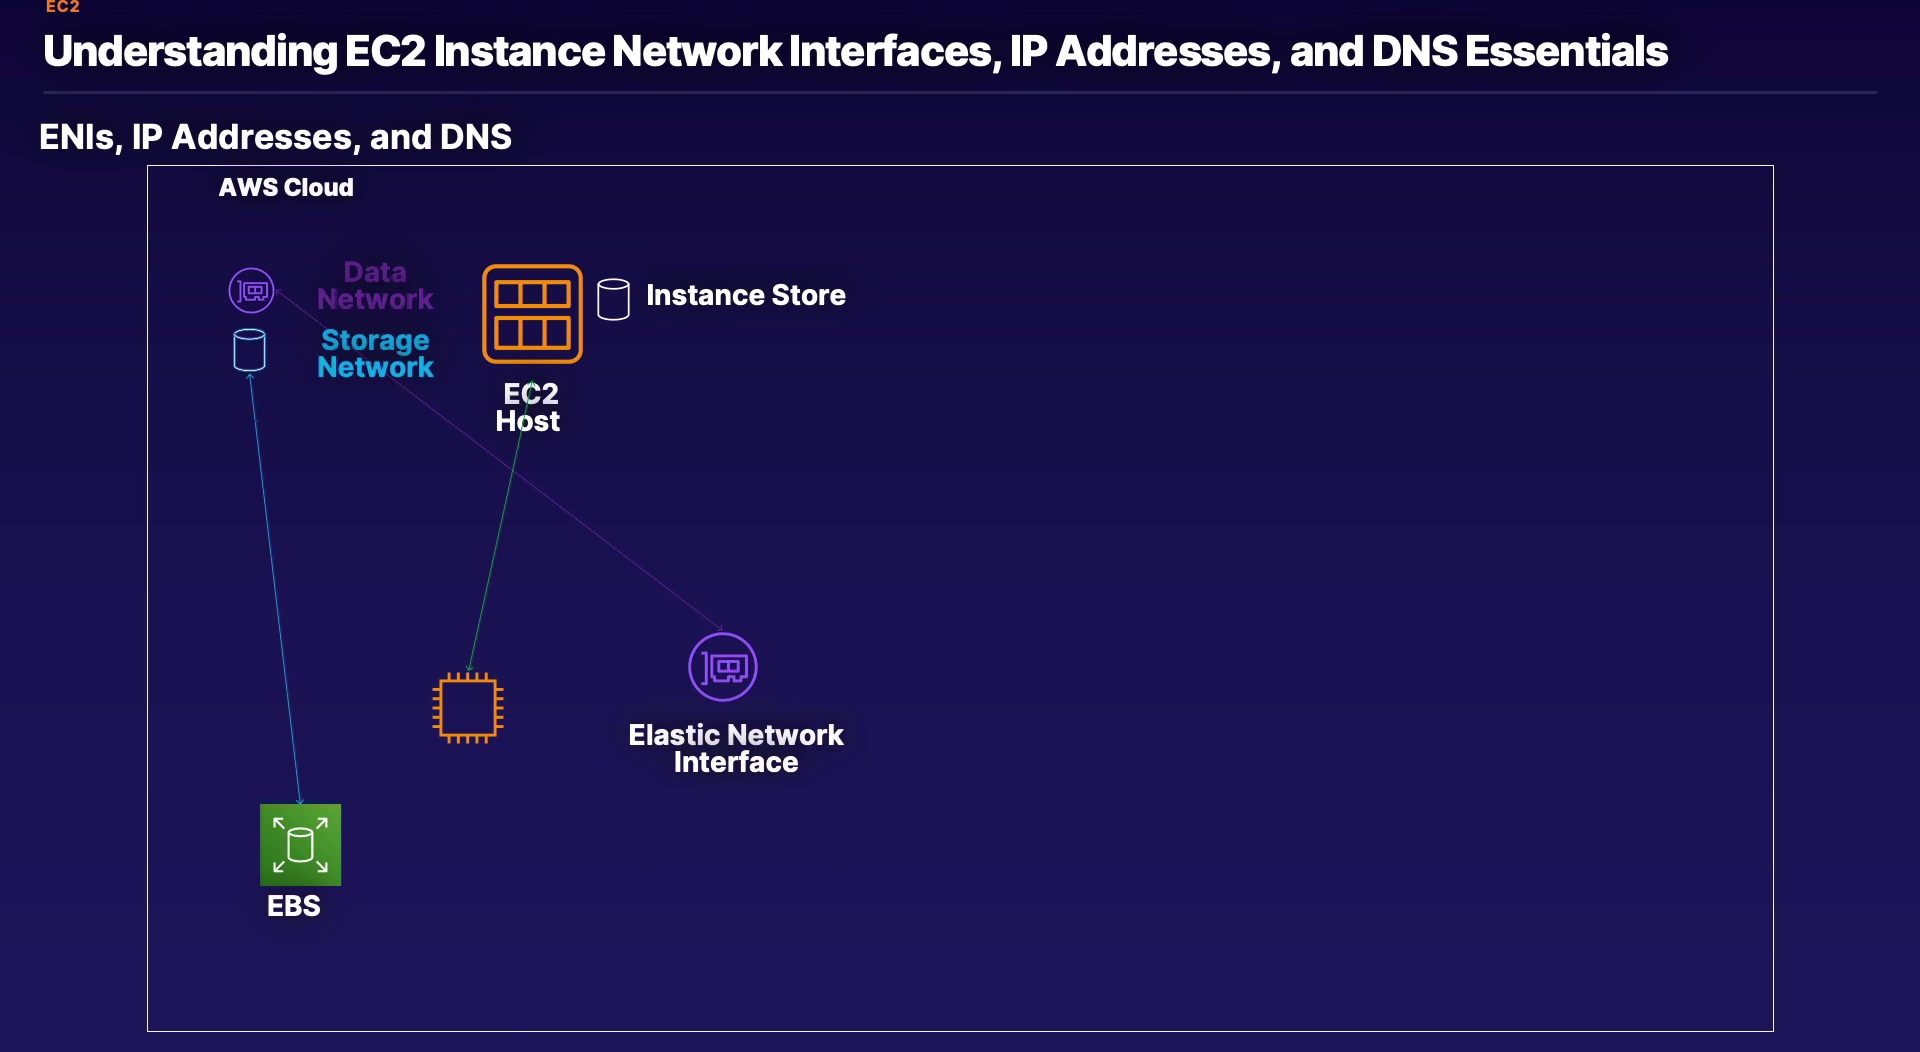 EC2
Understanding EC2 Instance Network Interfaces, IP Addresses, and DNS Essentials
ENIs, IP Addresses, and DNS
AWS Cloud
Data
Network
Storage
Network
Instance Store
EC2
Host
Elastic Network
Interface
EBS